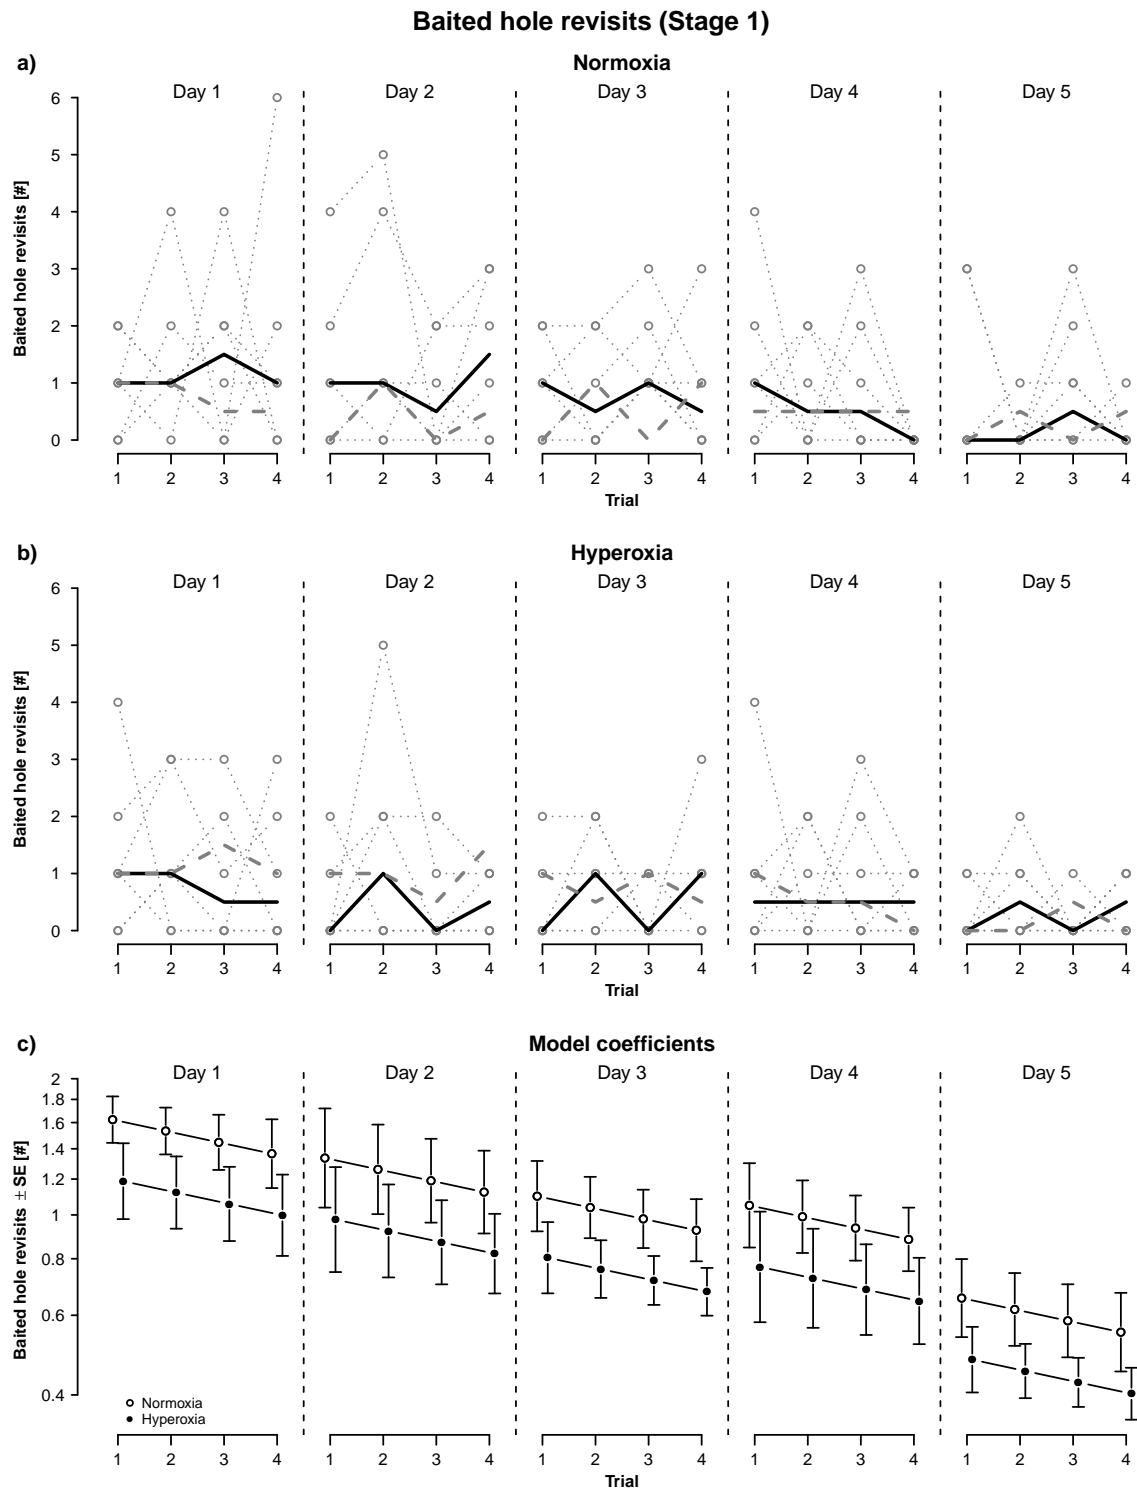 Baited hole revisits (Stage 1)
a)
Normoxia
Day 1 Day 2 Day 3 Day 4 Day 5
Baited hole revisits [#]
6
5
4
3
2
1
0
1 2 3 4 1 2 3 4 1 2 3 4 1 2 3 4 1 2 3 4
Trial
b)
Hyperoxia
Day 1 Day 2 Day 3 Day 4 Day 5
Baited hole revisits [#]
6
5
4
3
2
1
0
1 2 3 4 1 2 3 4 1 2 3 4 1 2 3 4 1 2 3 4
Trial
c)
Model coefficients
Day 1 Day 2 Day 3 Day 4 Day 5
Baited hole revisits ± SE [#]
2
1.8
1.6
1.4
1.2
1
0.8
0.6
0.4
Normoxia
Hyperoxia
1 2 3 4 1 2 3 4 1 2 3 4 1 2 3 4 1 2 3 4
Trial